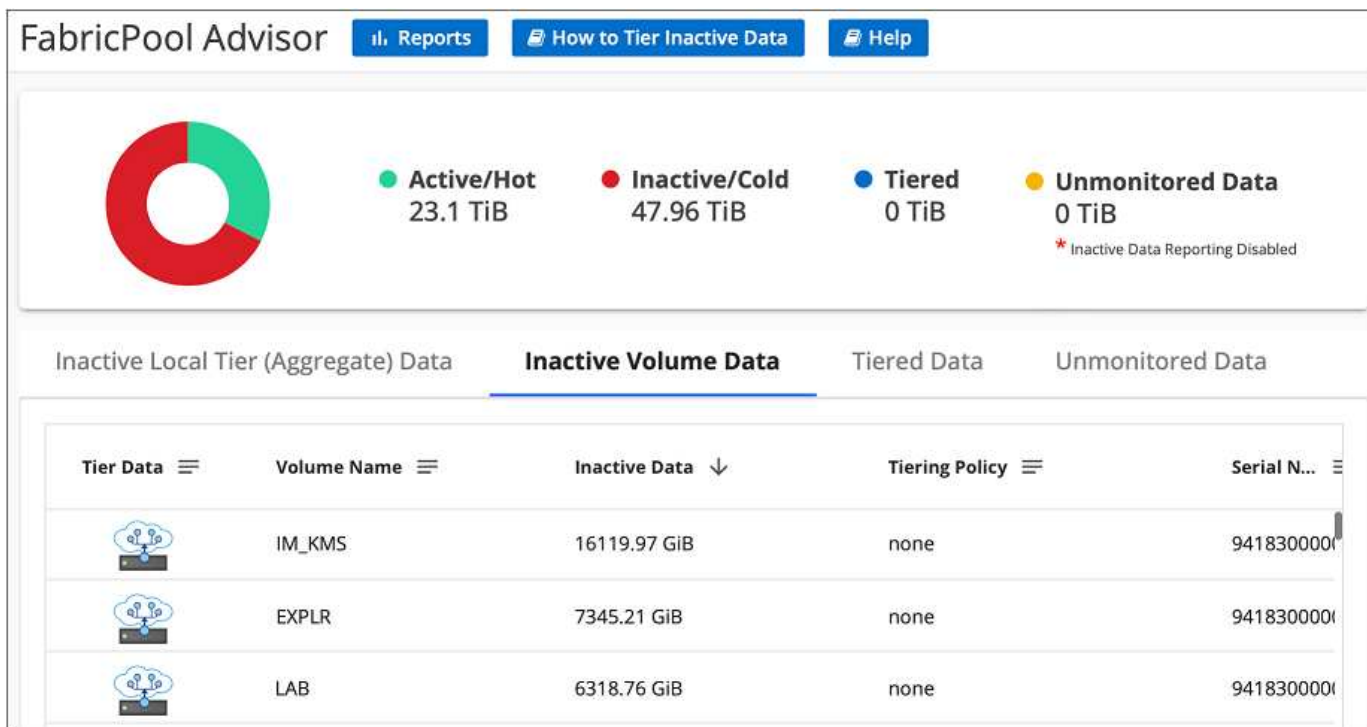 FabricPool Advisor Reports How to Tier Inactive Data Help
Active/Hot Inactive/Cold Tiered Unmonitored Data
23.1 TiB 47.96 TiB 0 TiB 0 TiB
* Inactive Data Reporting Disabled
Inactive Local Tier (Aggregate) Data Inactive Volume Data Tiered Data Unmonitored Data
Tier Data Volume Name Inactive Data Tiering Policy Serial N...
IM_KMS 16119.97 GiB none 9418300000
EXPLR 7345.21 GiB none 9418300000
LAB 6318.76 GiB none 9418300000